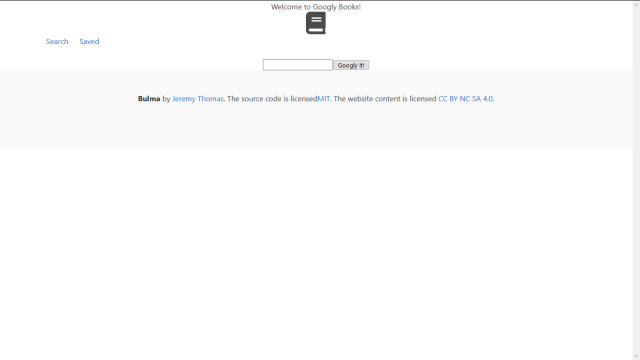 Welcome to Googly Books!
Search Saved
Googly It!
Bulma by Jeremy Thomas. The source code is licensedMIT. The website content is licensed CC BY NC SA 4.0.